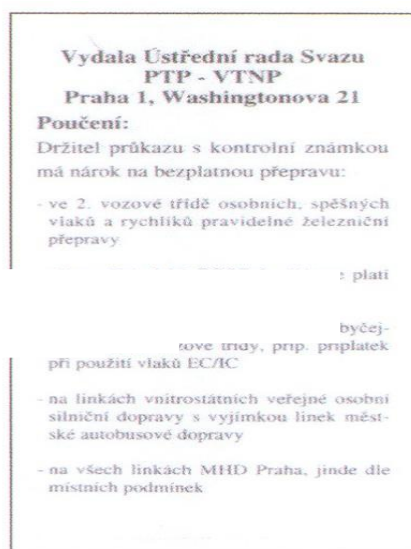 Vydala Ústřední rada Svazu
PTP - VTNP
Praha 1, Washingtonova 21
Poučení:
Držitel průkazu s kontrolní známkou
má nárok na bezplatnou přepravu:
- ve 2. vozové třídě osobních, spěšných
vlaků a rychlíků pravidelné železniční
přepravy
platí
byčej-
tove třídy, příp. příplatek
při použití vlaků EC/IC
- na linkách vnitrostátních veřejné osobní
silniční dopravy s vyjímkou linek měst-
ské autobusové dopravy
- na všech linkách MHD Praha, jinde dle
místních podmínek